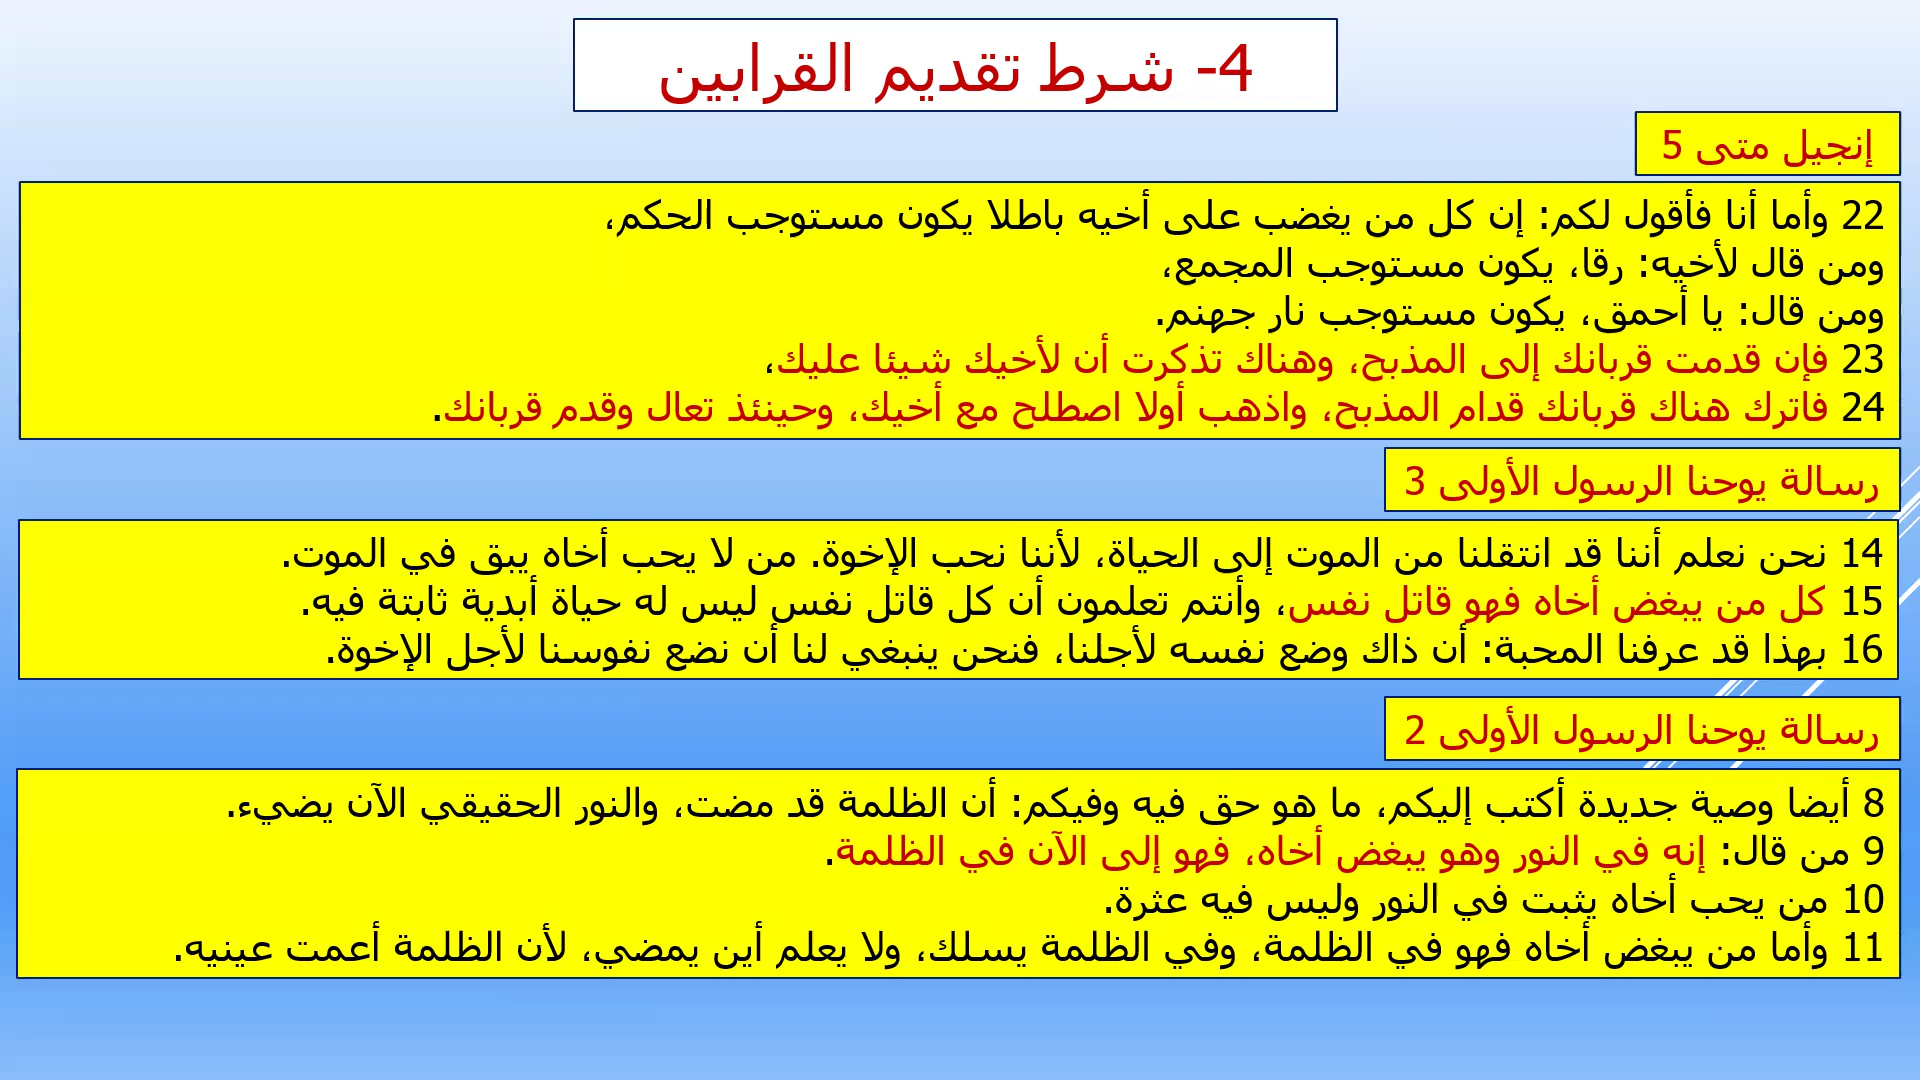 4- شرط تقديم القرابين
إنجيل متى 5
22 وأما أنا فأقول لكم: إن كل من يغضب على أخيه باطلا يكون مستوجب الحكم،
ومن قال لأخيه: رقا، يكون مستوجب المجمع،
ومن قال: يا أحمق، يكون مستوجب نار جهنم.
23 فإن قدمت قربانك إلى المذبح، وهناك تذكرت أن لأخيك شيئا عليك،
24 فاترك هناك قربانك قدام المذبح، واذهب أولا اصطلح مع أخيك، وحينئذ تعال وقدم قربانك.
رسالة يوحنا الرسول الأولى 3
14 نحن نعلم أننا قد انتقلنا من الموت إلى الحياة، لأننا نحب الإخوة. من لا يحب أخاه يبق في الموت.
15 كل من يبغض أخاه فهو قاتل نفس، وأنتم تعلمون أن كل قاتل نفس ليس له حياة أبدية ثابتة فيه.
16 بهذا قد عرفنا المحبة: أن ذاك وضع نفسه لأجلنا، فنحن ينبغي لنا أن نضع نفوسنا لأجل الإخوة.
رسالة يوحنا الرسول الأولى 2
8 أيضا وصية جديدة أكتب إليكم، ما هو حق فيه وفيكم: أن الظلمة قد مضت، والنور الحقيقي الآن يضيء.
9 من قال: إنه في النور وهو يبغض أخاه، فهو إلى الآن في الظلمة.
10 من يحب أخاه يثبت في النور وليس فيه عثرة.
11 وأما من يبغض أخاه فهو في الظلمة، وفي الظلمة يسلك، ولا يعلم أين يمضي، لأن الظلمة أعمت عينيه.